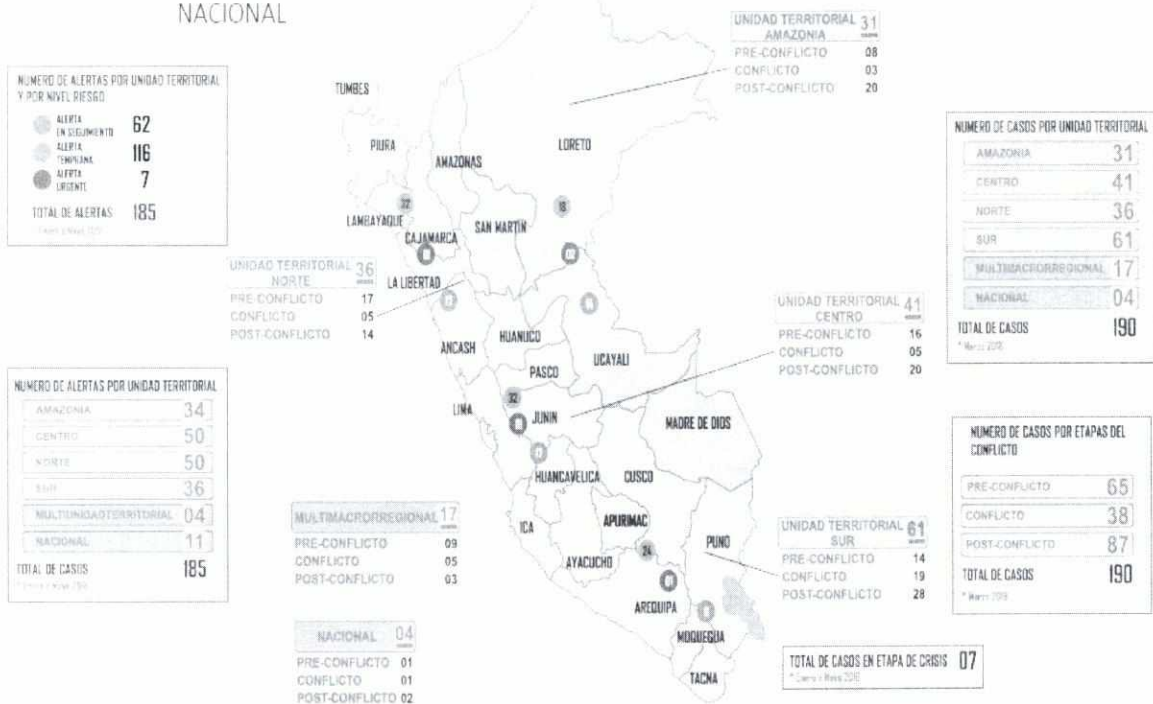 NACIONAL
NUMERO DE ALERTAS POR UNIDAD TERRITORIAL
Y POR NIVEL RIESGO
ALERTA
EN SEGUIMIENTO 62
ALERTA
TEMPRANA 116
ALERTA
URGENTE 7
TOTAL DE ALERTAS 185
UNIDAD TERRITORIAL 31
AMAZONIA
PRE-CONFLICTO 08
CONFLICTO 03
POST-CONFLICTO 20
NUMERO DE CASOS POR UNIDAD TERRITORIAL
AMAZONIA 31
CENTRO 41
NORTE 36
SUR 61
MULTIMACRORREGIONAL 17
NACIONAL 04
TOTAL DE CASOS 190
TUMBES
PIURA
AMAZONAS
LORETO
LAMBAYAQUE
CAJAMARCA
SAN MARTIN
22
18
LA LIBERTAD
UNIDAD TERRITORIAL 36
NORTE
PRE-CONFLICTO 17
CONFLICTO 05
POST-CONFLICTO 14
ANCASH
HUANUCO
UCAYALI
PASCO
UNIDAD TERRITORIAL 41
CENTRO
PRE-CONFLICTO 16
CONFLICTO 05
POST-CONFLICTO 20
NUMERO DE ALERTAS POR UNIDAD TERRITORIAL
AMAZONIA 34
CENTRO 50
NORTE 50
SUR 36
MULTIUNIDADTERRITORIAL 04
NACIONAL 11
TOTAL DE CASOS 185
LIMA
32
JUNIN
MADRE DE DIOS
HUANCAVELICA
CUSCO
ICA
APURIMAC
AYACUCHO
24
PUNO
AREQUIPA
MOQUEGUA
TACNA
NUMERO DE CASOS POR ETAPAS DEL
CONFLICTO
PRE-CONFLICTO 65
CONFLICTO 38
POST-CONFLICTO 87
TOTAL DE CASOS 190
MULTIMACRORREGIONAL 17
PRE-CONFLICTO 09
CONFLICTO 05
POST-CONFLICTO 03
UNIDAD TERRITORIAL 61
SUR
PRE-CONFLICTO 14
CONFLICTO 19
POST-CONFLICTO 28
NACIONAL 04
PRE-CONFLICTO 01
CONFLICTO 01
POST-CONFLICTO 02
TOTAL DE CASOS EN ETAPA DE CRISIS 07